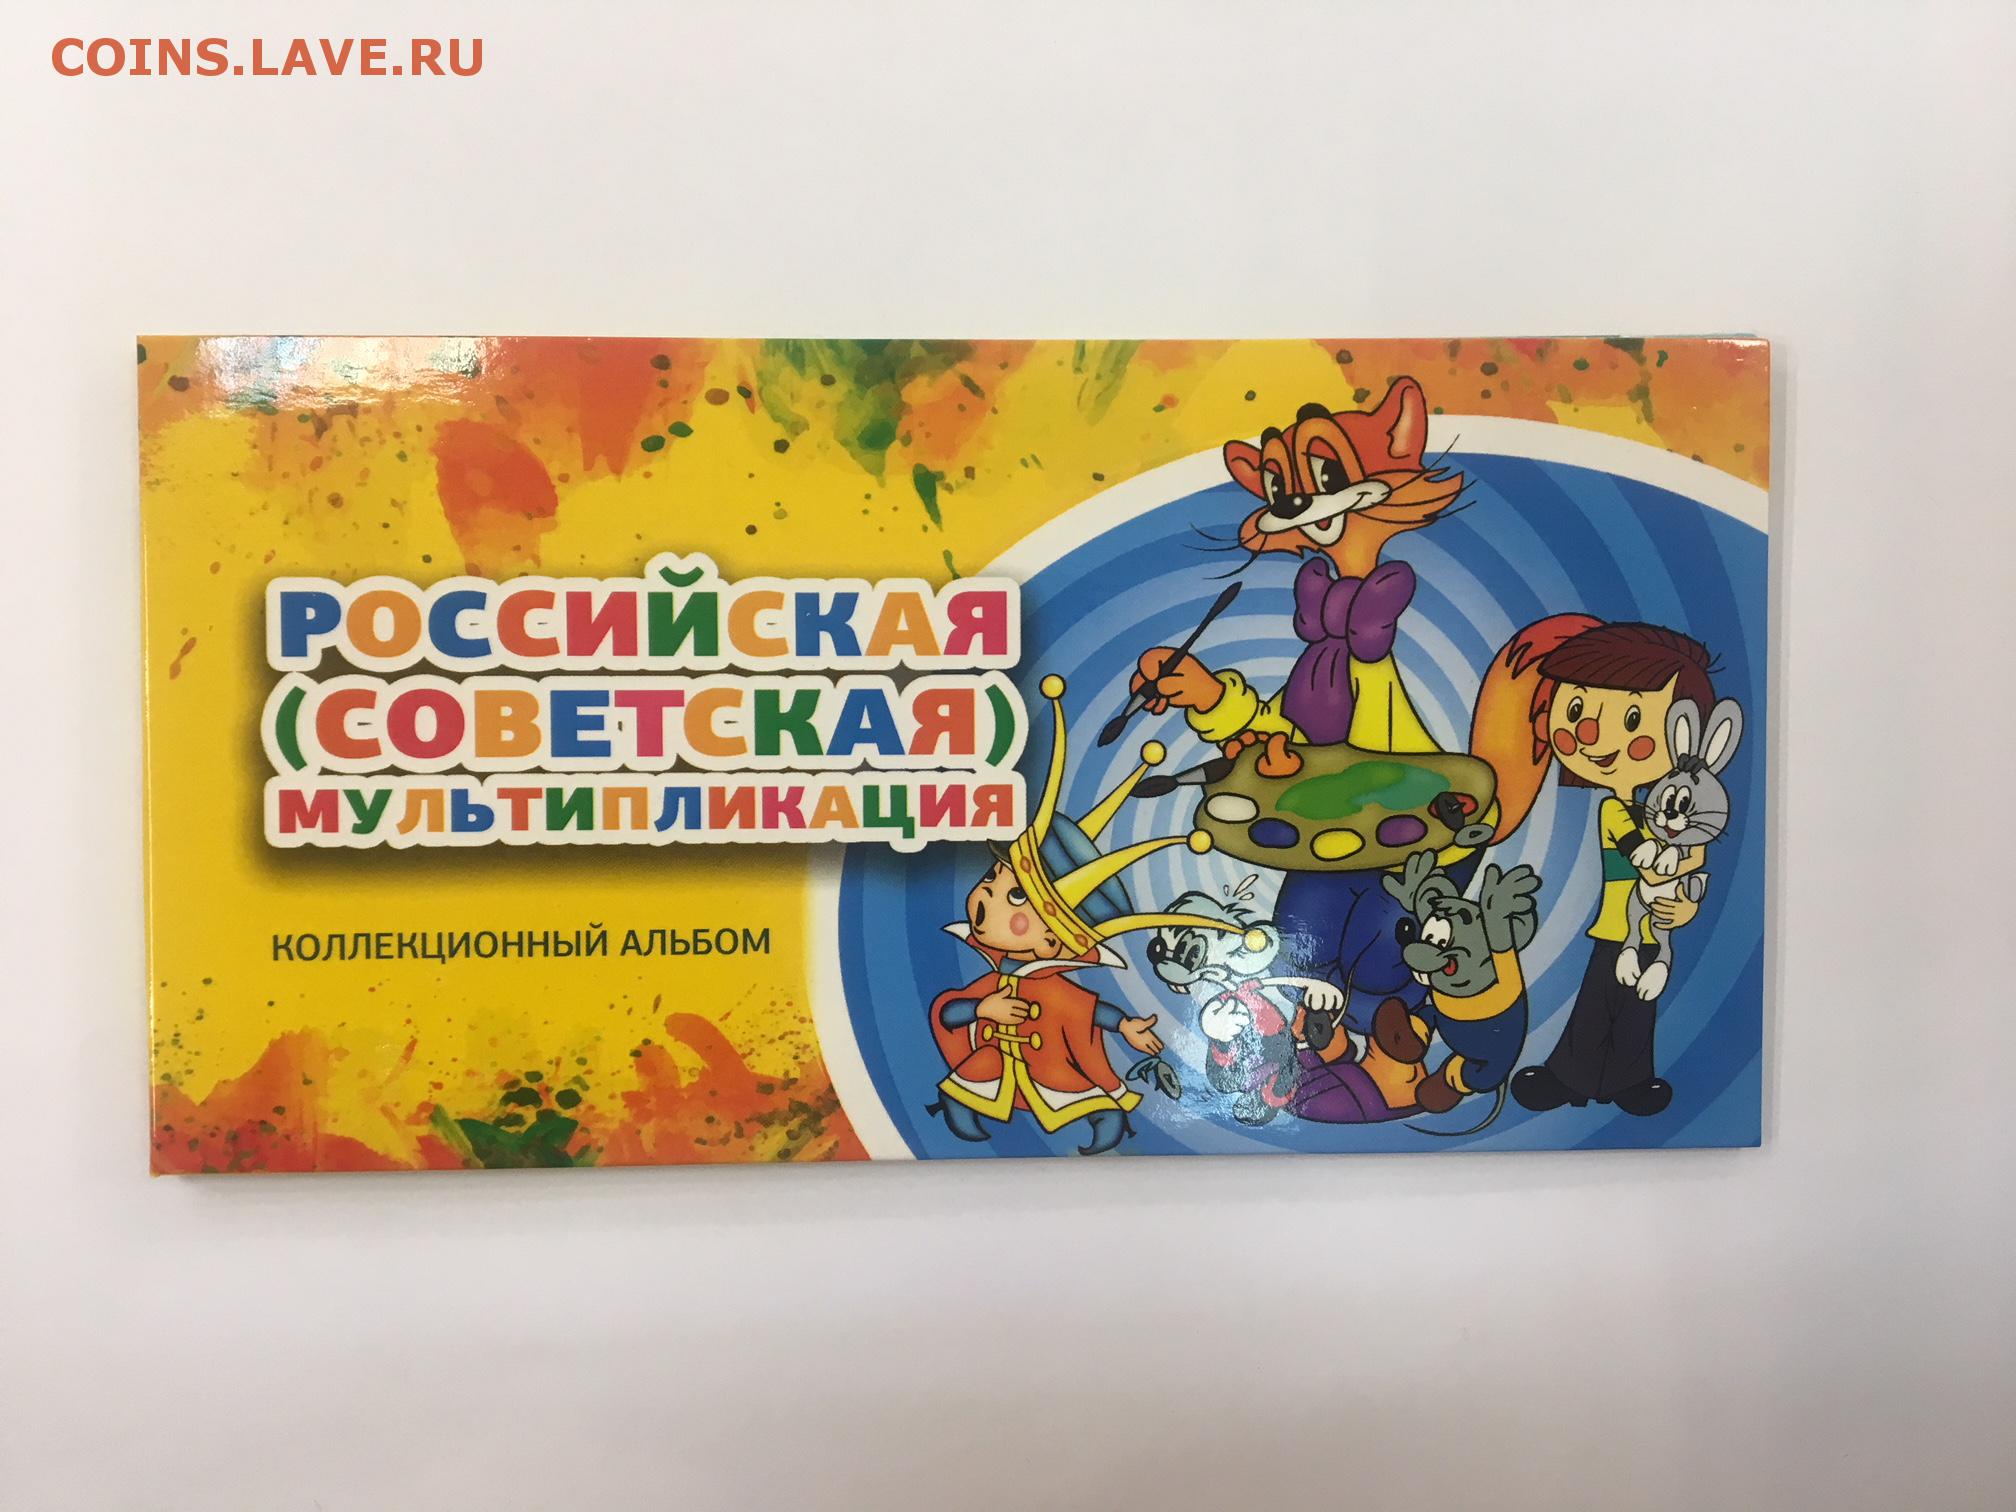 COINS.LAVE.RU
РОССИЙСКАЯ
(СОВЕТСКАЯ)
МУЛЬТИПЛИКАЦИЯ
КОЛЛЕКЦИОННЫЙ АЛЬБОМ